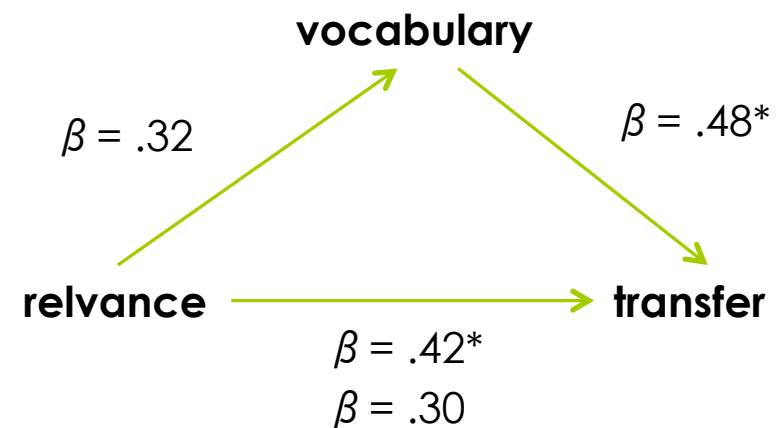 vocabulary
β = .32
β = .48*
relvance
transfer
β = .42*
β = .30